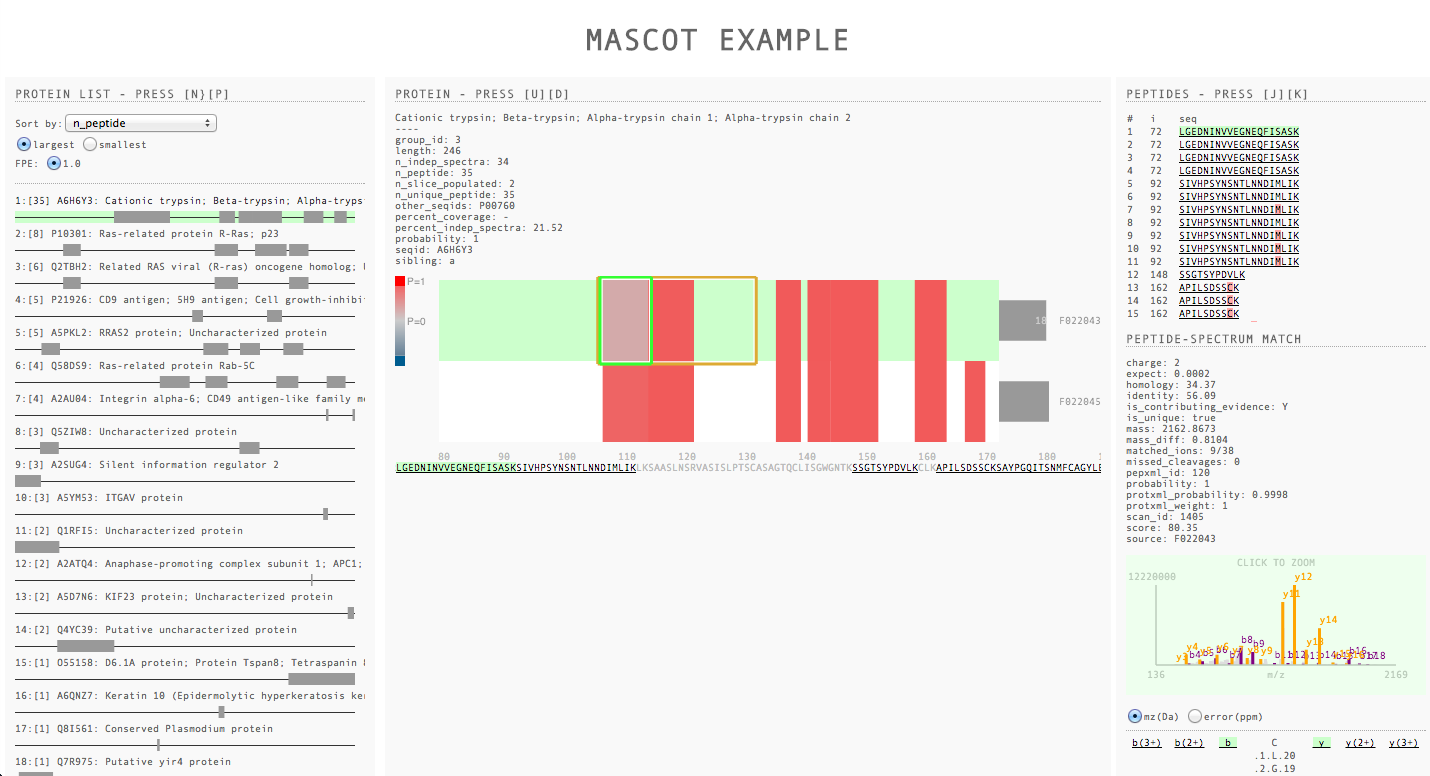 MASCOT EXAMPLE
PROTEIN LIST - PRESS [N}[P]
Sort by: n_peptide
largest smallest
FPE: 1.0
1:[35] A6H6Y3: Cationic trypsin; Beta-trypsin; Alpha-tryps
2:[8] P10301: Ras-related protein R-Ras; p23
3:[6] Q2TBH2: Related RAS viral (R-ras) oncogene homolog;
4:[5] P21926: CD9 antigen; 5H9 antigen; Cell growth-inhibi
5:[5] A5PKL2: RRAS2 protein; Uncharacterized protein
6:[4] Q58DS9: Ras-related protein Rab-5C
7:[4] A2AU04: Integrin alpha-6; CD49 antigen-like family
8:[3] Q5ZIW8: Uncharacterized protein
9:[3] A2SUG4: Silent information regulator 2
10:[3] A5YM53: ITGAV protein
11:[2] Q1RFI5: Uncharacterized protein
12:[2] A2ATQ4: Anaphase-promoting complex subunit 1; APC1;
13:[2] A5D7N6: KIF23 protein; Uncharacterized protein
14:[2] Q4YC39: Putative uncharacterized protein
15:[1] O55158: D6.1A protein; Protein Tspan8; Tetraspanin
16:[1] A6QNZ7: Keratin 10 (Epidermolytic hyperkeratosis
17:[1] Q8I561: Conserved Plasmodium protein
18:[1] Q7R975: Putative yir4 protein
PROTEIN - PRESS [U][D]
Cationic trypsin; Beta-trypsin; Alpha-trypsin chain 1; Alpha-trypsin chain 2
----
group_id: 3
length: 246
n_indep_spectra: 34
n_peptide: 35
n_slice_populated: 2
n_unique_peptide: 35
other_seqids: P00760
percent_coverage: -
percent_indep_spectra: 21.52
probability: 1
seqid: A6H6Y3
sibling: a
P=1
P=0
18 F022043
F022045
80 90 100 110 120 130 140 150 160 170 180
LGEDNINVVEGNEQFISASKSIVHPSYNSNTLNNDIMLIKLKSAASLNSRVASISLPTSCASAGTQCLISGWGNTKSSGTSYPDVLKCLKAPILSDSSCKSAYPGQITSNMFCAGYLE
PEPTIDES - PRESS [J][K]
# i seq
1 72 LGEDNINVVEGNEQFISASK
2 72 LGEDNINVVEGNEQFISASK
3 72 LGEDNINVVEGNEQFISASK
4 72 LGEDNINVVEGNEQFISASK
5 92 SIVHPSYNSNTLNNDIMLIK
6 92 SIVHPSYNSNTLNNDIMLIK
7 92 SIVHPSYNSNTLNNDIMLIK
8 92 SIVHPSYNSNTLNNDIMLIK
9 92 SIVHPSYNSNTLNNDIMLIK
10 92 SIVHPSYNSNTLNNDIMLIK
11 92 SIVHPSYNSNTLNNDIMLIK
12 148 SSGTSYPDVLK
13 162 APILSDSSCK
14 162 APILSDSSCK
15 162 APILSDSSCK
PEPTIDE-SPECTRUM MATCH
charge: 2
expect: 0.0002
homology: 34.37
identity: 56.09
is_contributing_evidence: Y
is_unique: true
mass: 2162.8673
mass_diff: 0.8104
matched_ions: 9/38
missed_cleavages: 0
pepxml_id: 120
probability: 1
protxml_probability: 0.9998
protxml_weight: 1
scan_id: 1405
score: 80.35
source: F022043
CLICK TO ZOOM
12220000
y12
y11
y14
b8
b9
y4
136 m/z 2169
mz(Da) error(ppm)
b(3+) b(2+) b C y y(2+) y(3+)
.1.L.20
.2.G.19